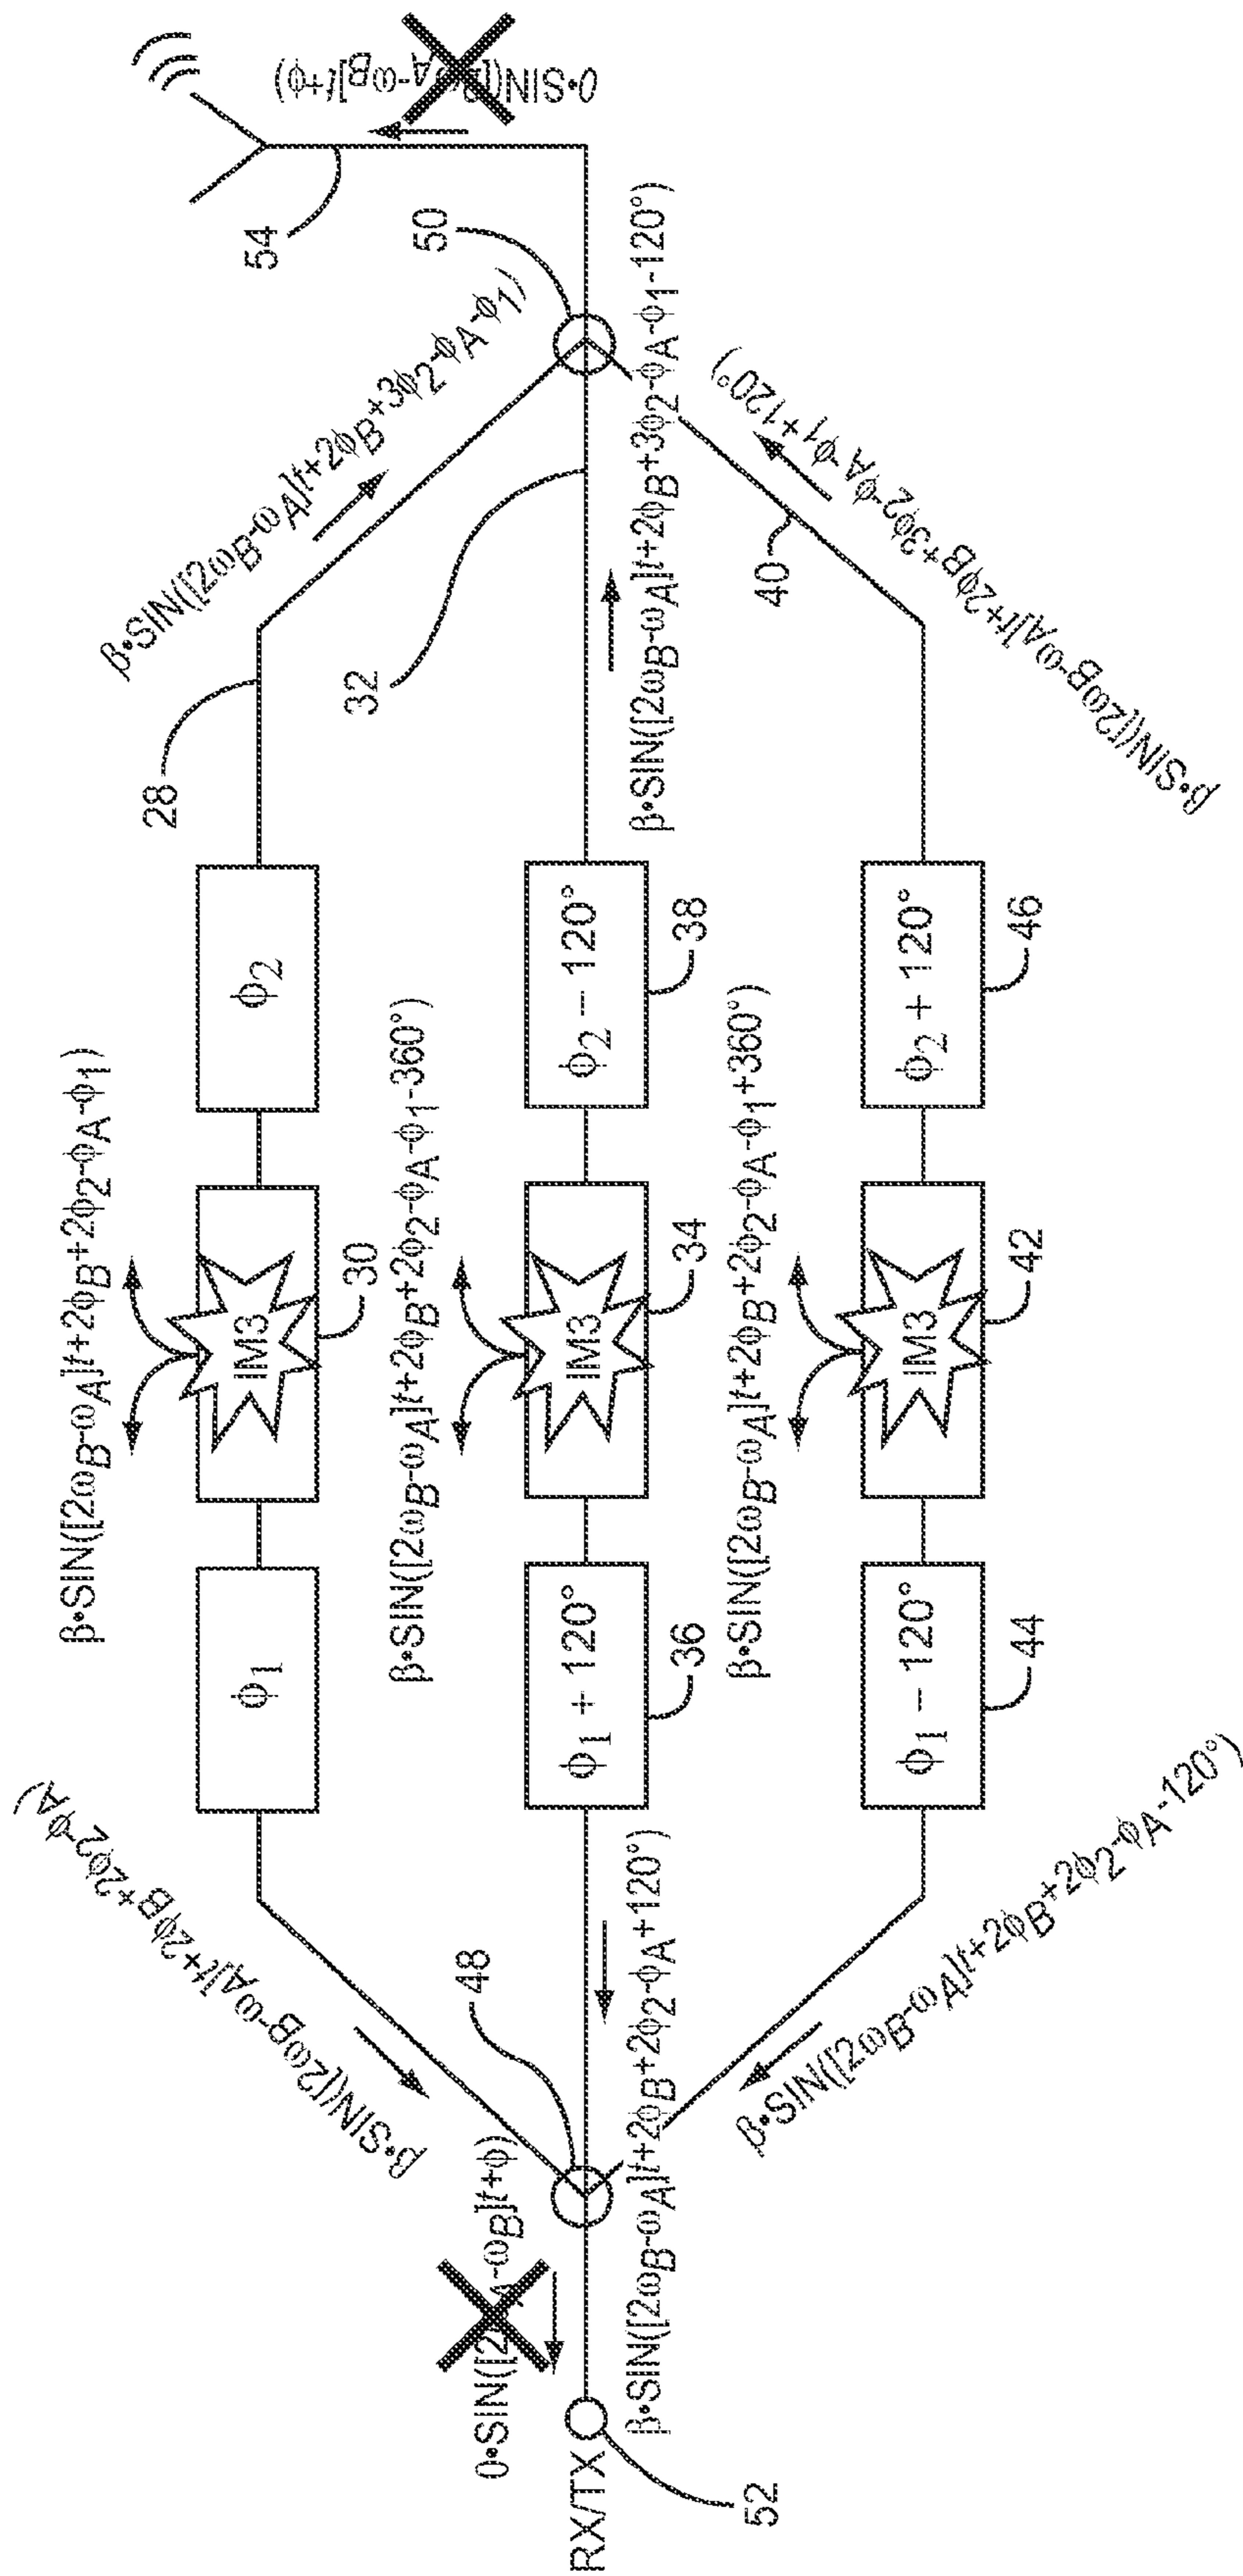 β•SIN([2ωB-ωA]t+2φB+2φ2-φA)
β•SIN([2ωB-ωA]t+2φB+2φ2-φA-φ1)
β•SIN([2ωB-ωA]t+2φB+3φ2-φA-φ1)
28
φ1
IM3
φ2
30
54
0•SIN([2ωA-ωB]t+φ)
β•SIN([2ωB-ωA]t+2φB+2φ2-φA-φ1-360°)
32
50
0•SIN([2ωA-ωB]t+φ)
48
RX/TX
φ1 + 120°
IM3
φ2 – 120°
52
β•SIN([2ωB-ωA]t+2φB+2φ2-φA+120°)
36
34
38
β•SIN([2ωB-ωA]t+2φB+3φ2-φA-φ1-120°)
β•SIN([2ωB-ωA]t+2φB+2φ2-φA-φ1+360°)
40
β•SIN([2ωB-ωA]t+2φB+2φ2-φA-120°)
φ1 – 120°
IM3
φ2 + 120°
β•SIN([2ωB-ωA]t+2φB+3φ2-φA-φ1+120°)
44
42
46